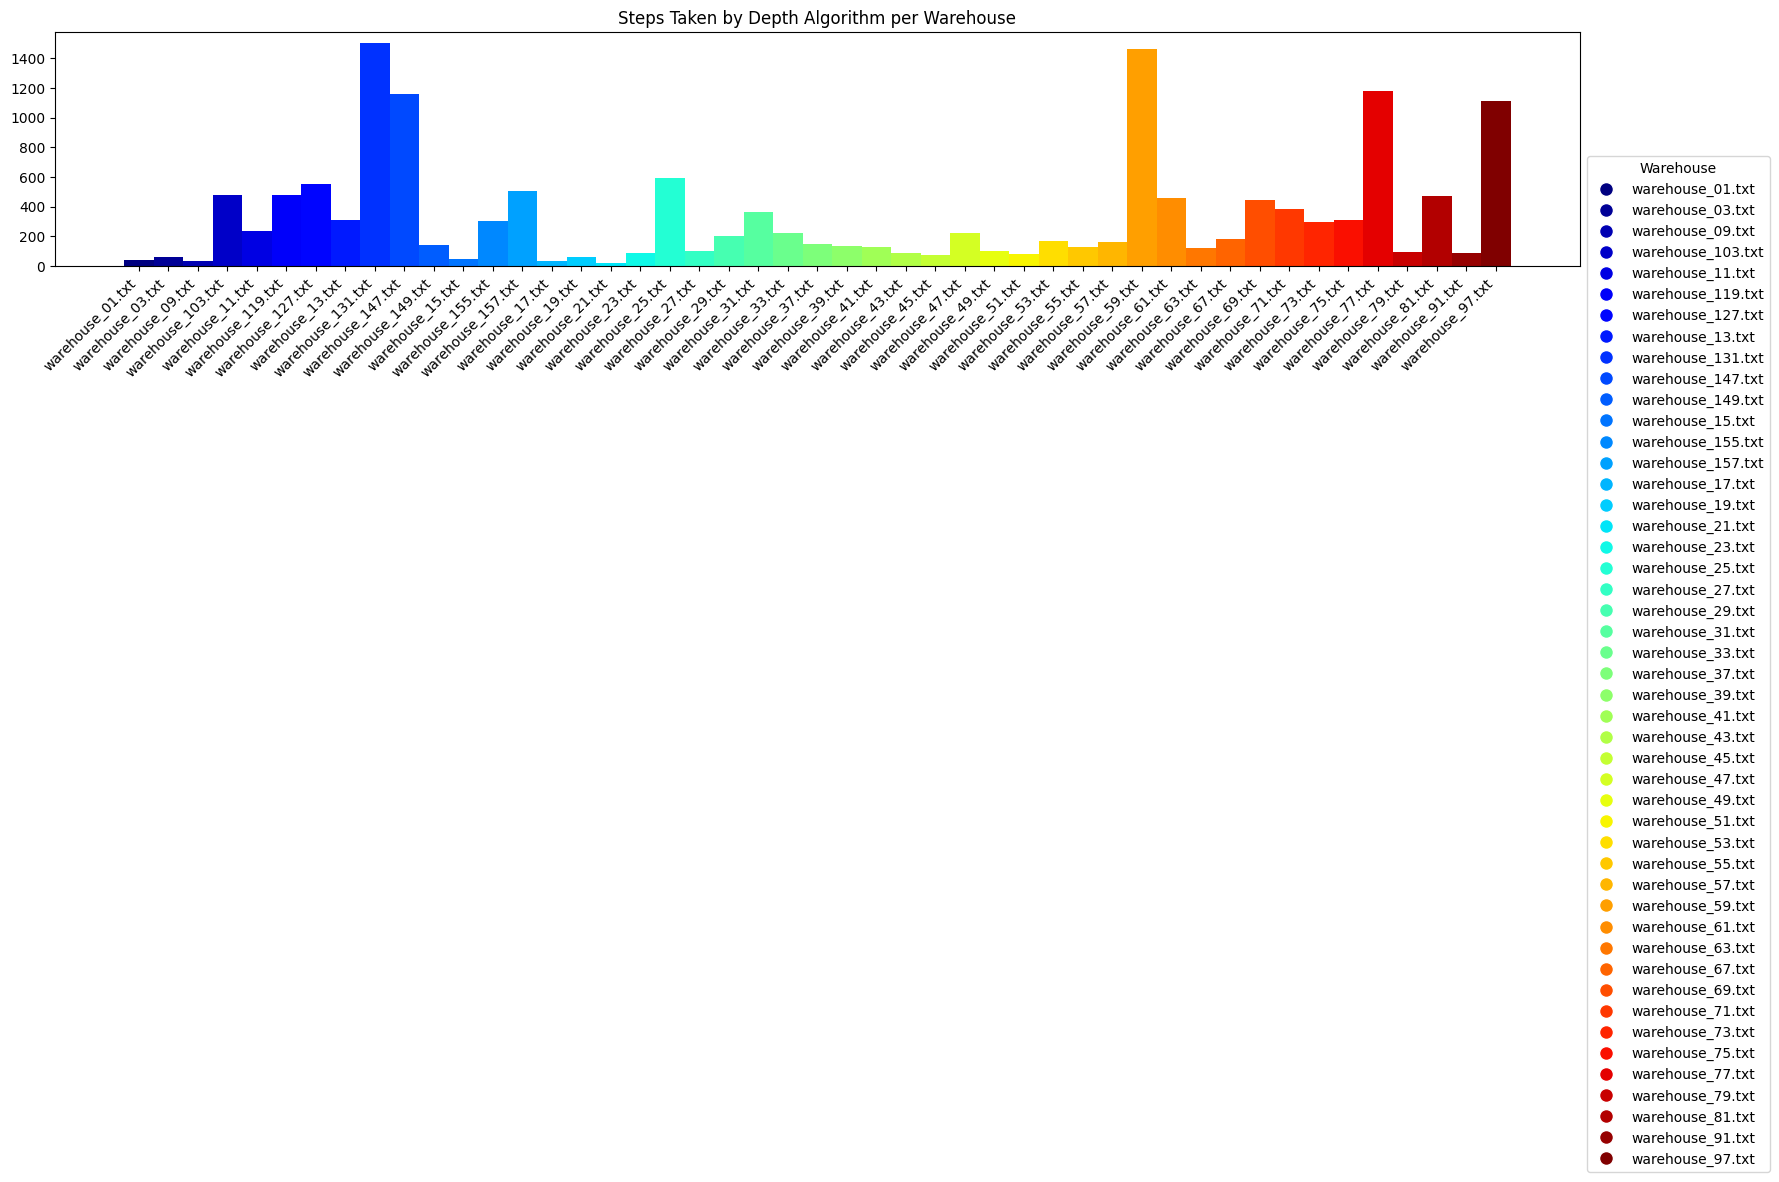 Steps Taken by Depth Algorithm per Warehouse
1400
1200
1000
800
600
400
200
0
warehouse_01.txt
warehouse_03.txt
warehouse_09.txt
warehouse_103.txt
warehouse_11.txt
warehouse_119.txt
warehouse_127.txt
warehouse_13.txt
warehouse_131.txt
warehouse_147.txt
warehouse_149.txt
warehouse_15.txt
warehouse_155.txt
warehouse_157.txt
warehouse_17.txt
warehouse_19.txt
warehouse_21.txt
warehouse_23.txt
warehouse_25.txt
warehouse_27.txt
warehouse_29.txt
warehouse_31.txt
warehouse_33.txt
warehouse_37.txt
warehouse_39.txt
warehouse_41.txt
warehouse_43.txt
warehouse_45.txt
warehouse_47.txt
warehouse_49.txt
warehouse_51.txt
warehouse_53.txt
warehouse_55.txt
warehouse_57.txt
warehouse_59.txt
warehouse_61.txt
warehouse_63.txt
warehouse_67.txt
warehouse_69.txt
warehouse_71.txt
warehouse_73.txt
warehouse_75.txt
warehouse_77.txt
warehouse_79.txt
warehouse_81.txt
warehouse_91.txt
warehouse_97.txt
Warehouse
warehouse_01.txt
warehouse_03.txt
warehouse_09.txt
warehouse_103.txt
warehouse_11.txt
warehouse_119.txt
warehouse_127.txt
warehouse_13.txt
warehouse_131.txt
warehouse_147.txt
warehouse_149.txt
warehouse_15.txt
warehouse_155.txt
warehouse_157.txt
warehouse_17.txt
warehouse_19.txt
warehouse_21.txt
warehouse_23.txt
warehouse_25.txt
warehouse_27.txt
warehouse_29.txt
warehouse_31.txt
warehouse_33.txt
warehouse_37.txt
warehouse_39.txt
warehouse_41.txt
warehouse_43.txt
warehouse_45.txt
warehouse_47.txt
warehouse_49.txt
warehouse_51.txt
warehouse_53.txt
warehouse_55.txt
warehouse_57.txt
warehouse_59.txt
warehouse_61.txt
warehouse_63.txt
warehouse_67.txt
warehouse_69.txt
warehouse_71.txt
warehouse_73.txt
warehouse_75.txt
warehouse_77.txt
warehouse_79.txt
warehouse_81.txt
warehouse_91.txt
warehouse_97.txt